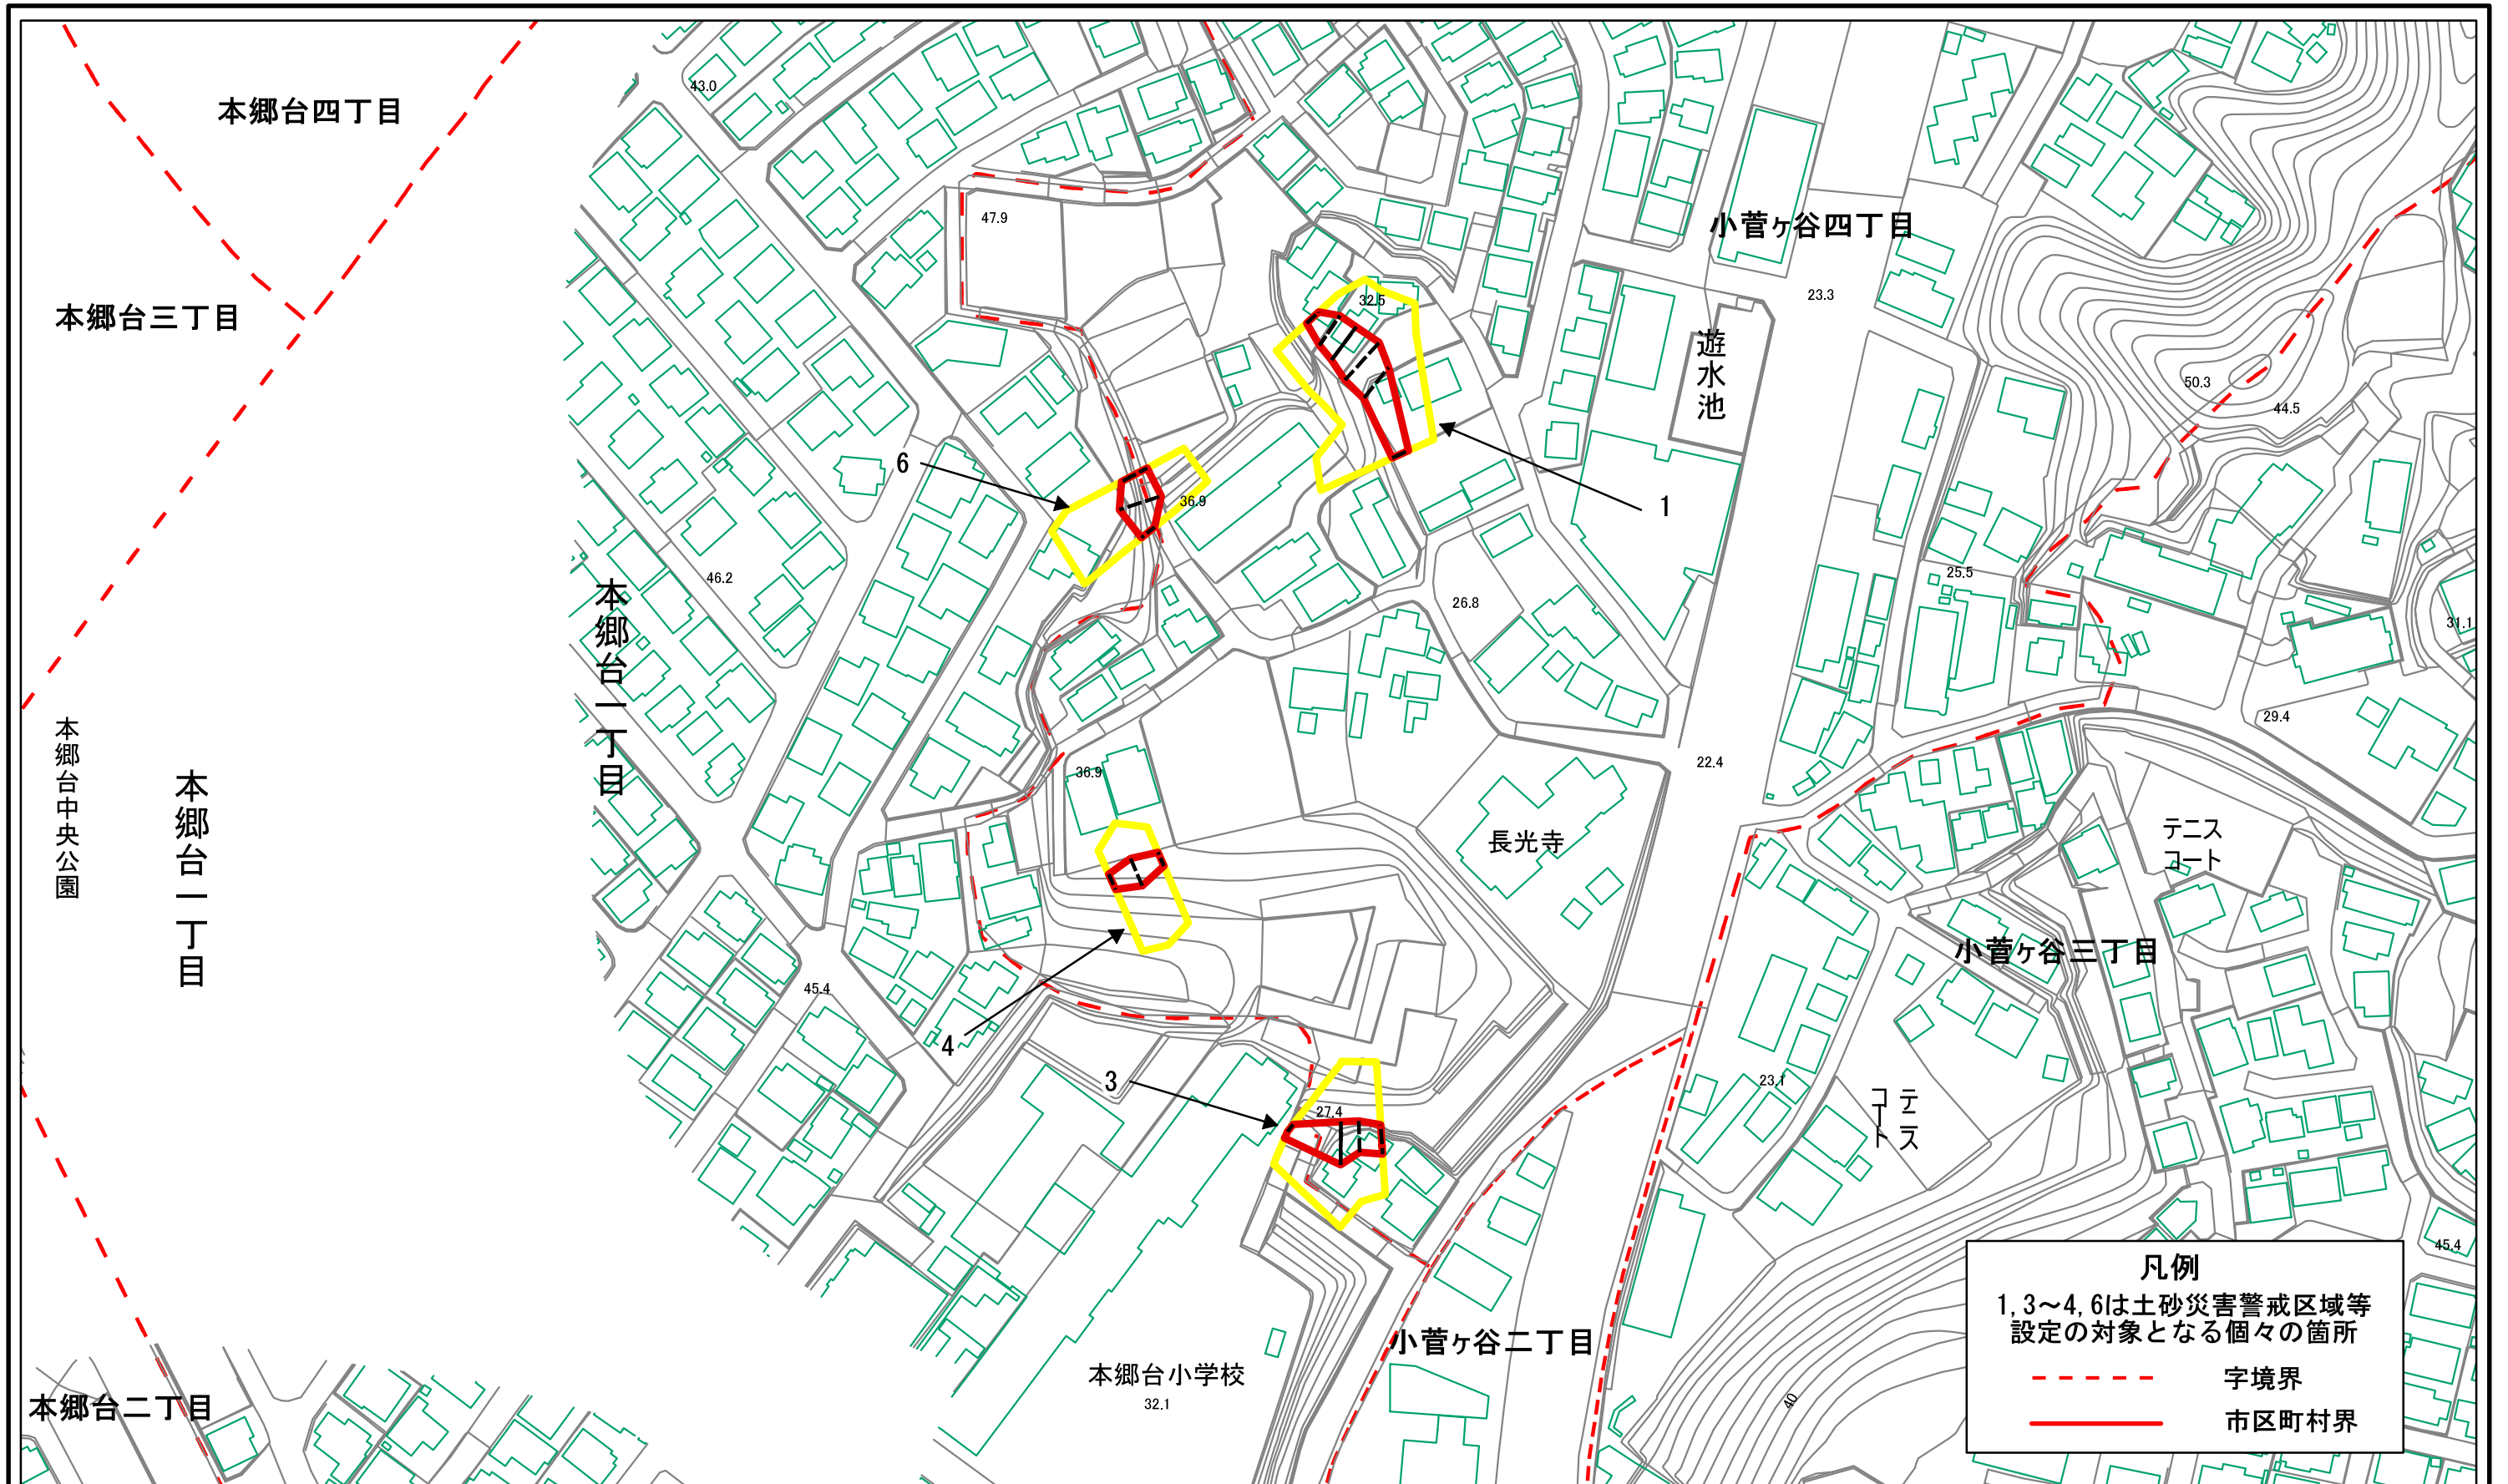 43.0
本郷台四丁目
47.9
小菅ヶ谷四丁目
32.5
23.3
本郷台三丁目
遊水池
50.3
44.5
6
36.9
1
46.2
25.5
26.8
31.1
本郷台一丁目
29.4
本郷台中央公園
本郷台一丁目
36.9
22.4
長光寺
テニス
コート
小菅ヶ谷三丁目
45.4
4
3
23.1
27.4
テニス
コート
45.4
凡例
1,3～4,6は土砂災害警戒区域等
設定の対象となる個々の箇所
字境界
市区町村界
小菅ヶ谷二丁目
本郷台小学校
32.1
40
本郷台二丁目